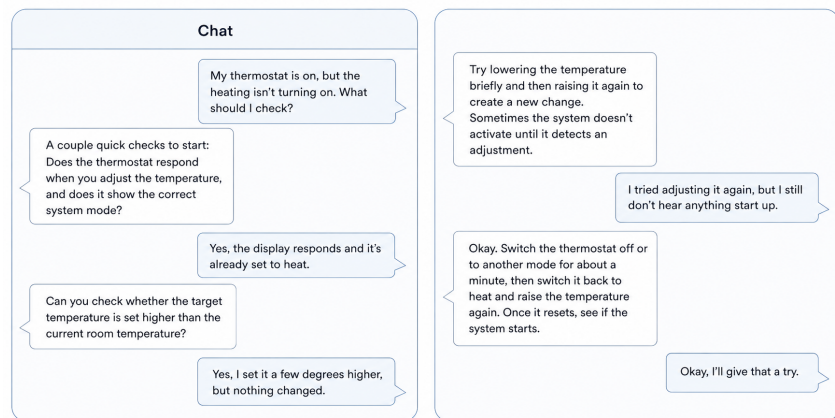 Chat
My thermostat is on, but the
heating isn't turning on. What
should I check?
A couple quick checks to start:
Does the thermostat respond
when you adjust the temperature,
and does it show the correct
system mode?
Yes, the display responds and it's
already set to heat.
Can you check whether the target
temperature is set higher than the
current room temperature?
Yes, I set it a few degrees higher,
but nothing changed.
Try lowering the temperature
briefly and then raising it again to
create a new change.
Sometimes the system doesn't
activate until it detects an
adjustment.
I tried adjusting it again, but I still
don't hear anything start up.
Okay. Switch the thermostat off or
to another mode for about a
minute, then switch it back to
heat and raise the temperature
again. Once it resets, see if the
system starts.
Okay, I'll give that a try.